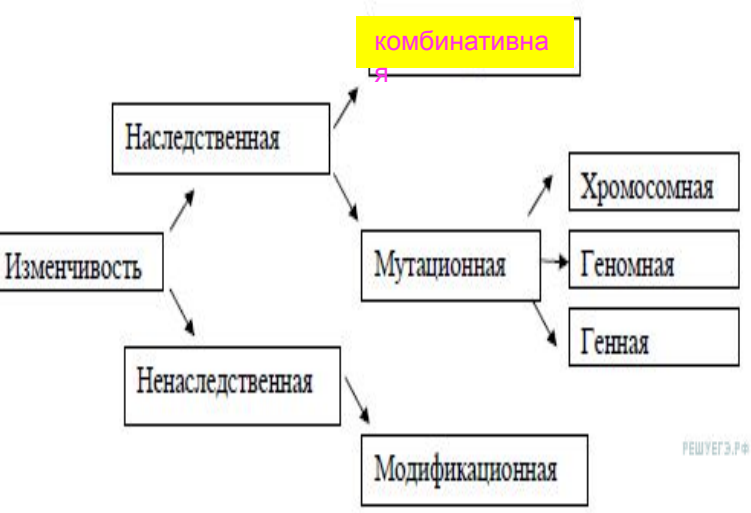 комбинативна
я
Наследственная
Хромосомная
Изменчивость
Мутационная
Геномная
Генная
Ненаследственная
Модификационная
РЕШУЕГЭ.РФ